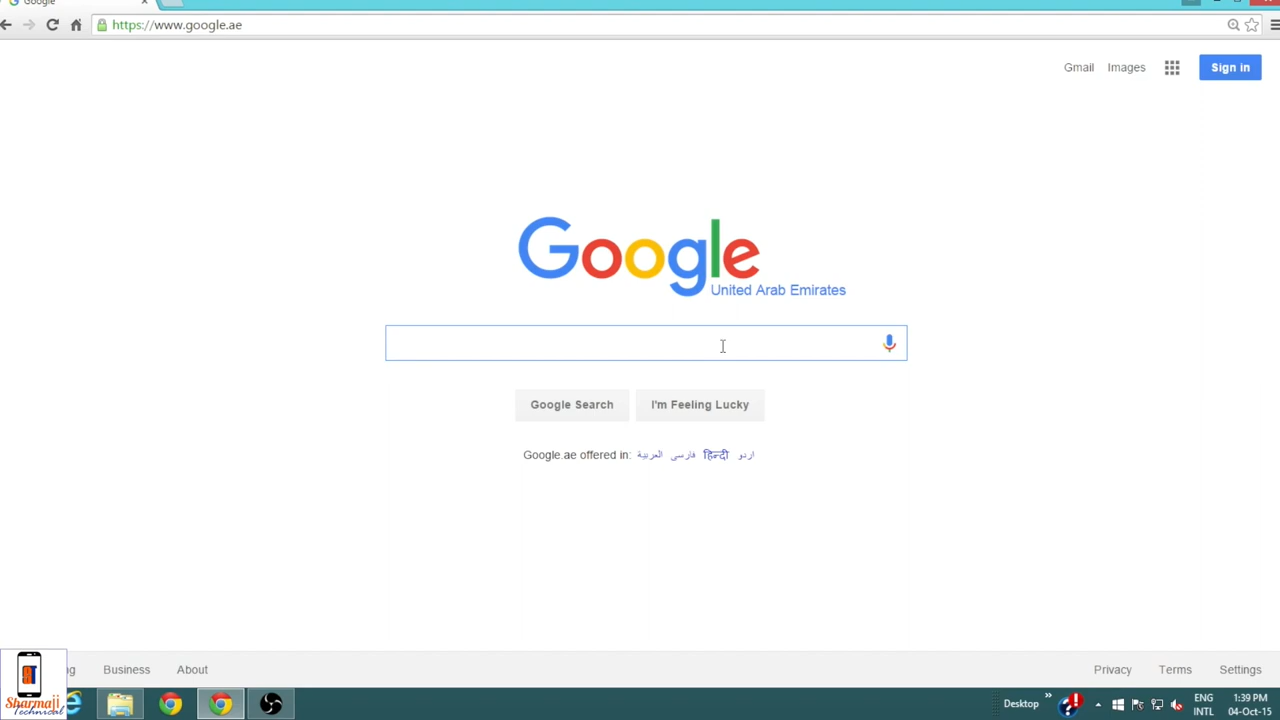 Google
https://www.google.ae
Gmail Images Sign in
Google
United Arab Emirates
Google Search I'm Feeling Lucky
Google.ae offered in: العربية فارسی हिन्दी اردو
Business About Privacy Terms Settings
Sharmaji
Technical
Desktop
ENG
INTL
1:39 PM
04-Oct-15